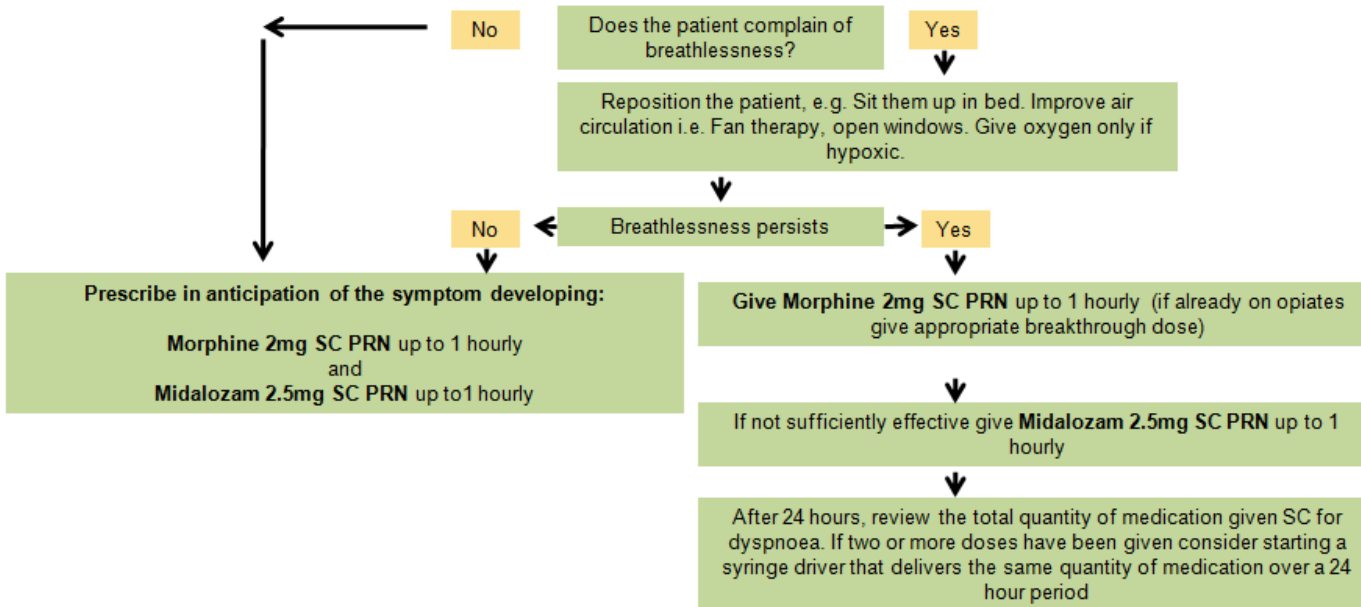 No
Does the patient complain of
breathlessness?
Yes
Reposition the patient, e.g. Sit them up in bed. Improve air
circulation i.e. Fan therapy, open windows. Give oxygen only if
hypoxic.
No
Breathlessness persists
Yes
Prescribe in anticipation of the symptom developing:
Morphine 2mg SC PRN up to 1 hourly
and
Midalozam 2.5mg SC PRN up to1 hourly
Give Morphine 2mg SC PRN up to 1 hourly (if already on opiates
give appropriate breakthrough dose)
If not sufficiently effective give Midalozam 2.5mg SC PRN up to 1
hourly
After 24 hours, review the total quantity of medication given SC for
dyspnoea. If two or more doses have been given consider starting a
syringe driver that delivers the same quantity of medication over a 24
hour period